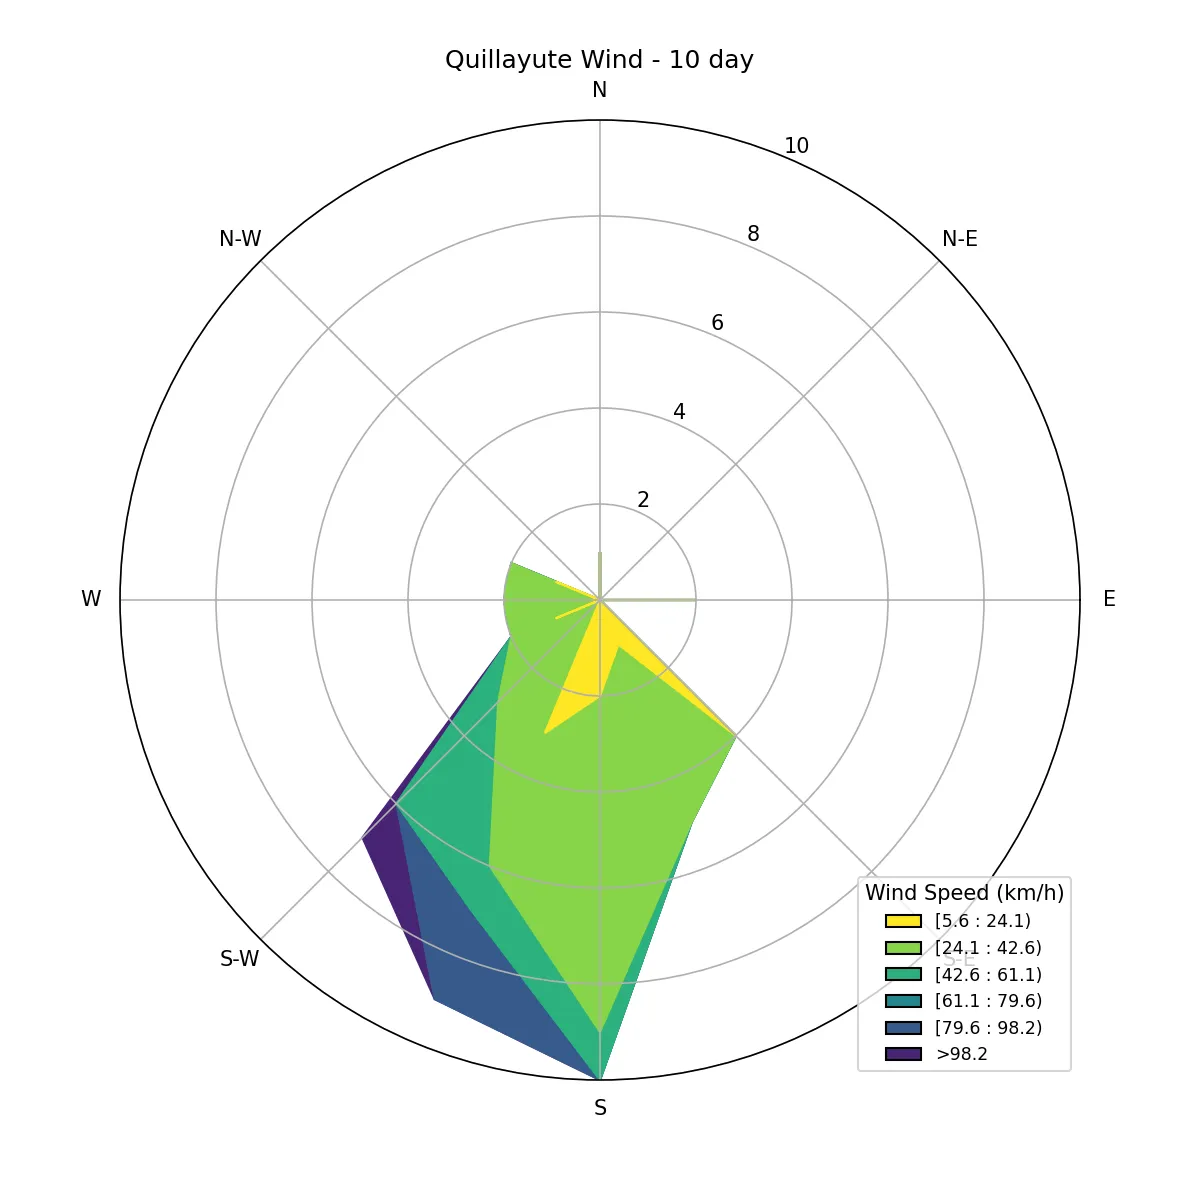 Quillayute Wind - 10 day
N
10
N-W
8
N-E
6
4
2
W
E
Wind Speed (km/h)
[5.6 : 24.1)
[24.1 : 42.6)
S-W
S-E
[42.6 : 61.1)
[61.1 : 79.6)
[79.6 : 98.2)
>98.2
S